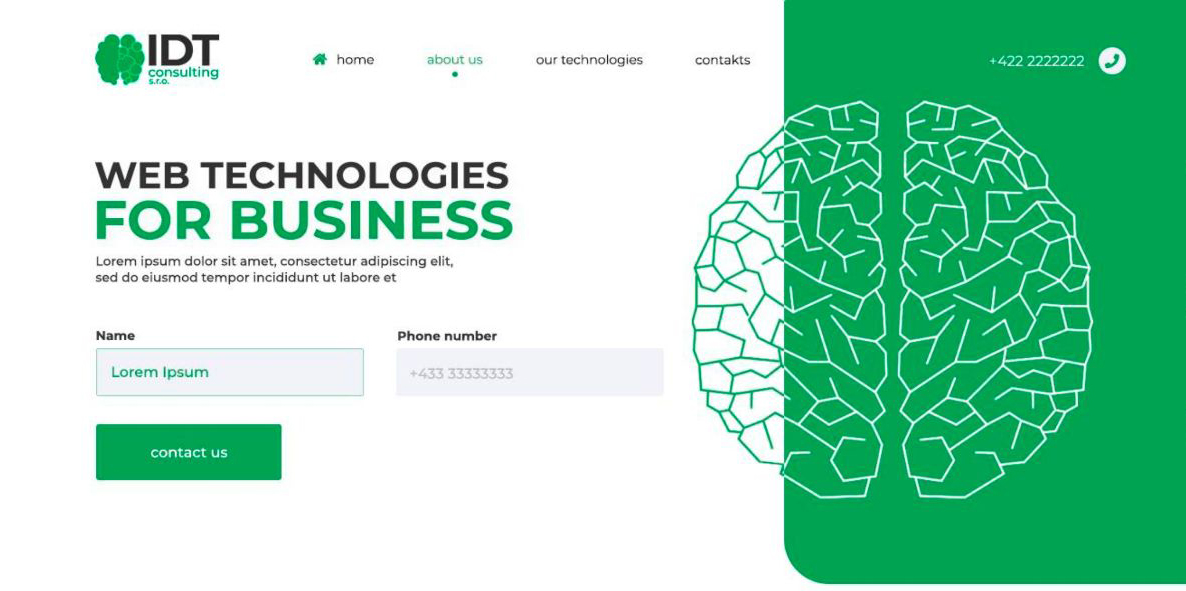 IDT
consulting
s.r.o.
home
about us
our technologies
contakts
+422 2222222
WEB TECHNOLOGIES
FOR BUSINESS
Lorem ipsum dolor sit amet, consectetur adipiscing elit,
sed do eiusmod tempor incididunt ut labore et
Name
Phone number
Lorem Ipsum
+433 33333333
contact us